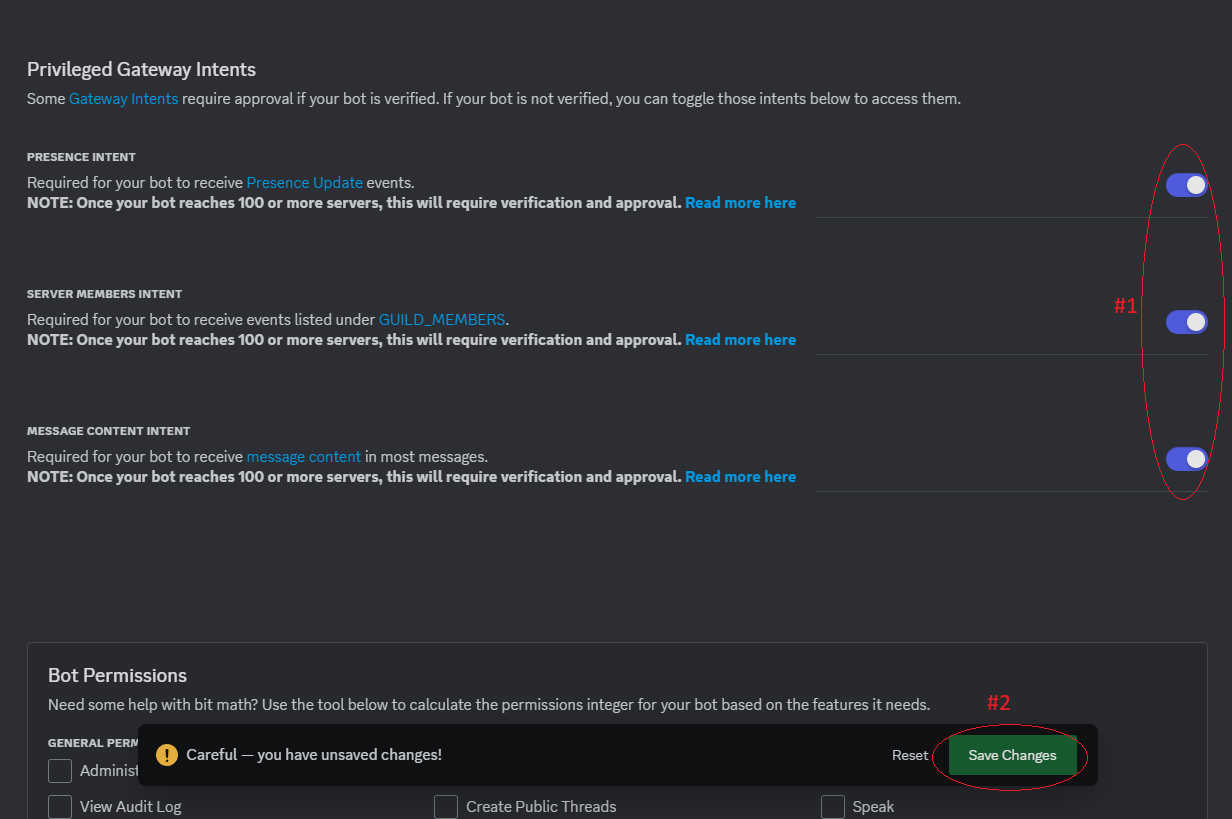 Privileged Gateway Intents
Some Gateway Intents require approval if your bot is verified. If your bot is not verified, you can toggle those intents below to access them.
PRESENCE INTENT
Required for your bot to receive Presence Update events.
NOTE: Once your bot reaches 100 or more servers, this will require verification and approval. Read more here
SERVER MEMBERS INTENT
#1
Required for your bot to receive events listed under GUILD_MEMBERS.
NOTE: Once your bot reaches 100 or more servers, this will require verification and approval. Read more here
MESSAGE CONTENT INTENT
Required for your bot to receive message content in most messages.
NOTE: Once your bot reaches 100 or more servers, this will require verification and approval. Read more here
Bot Permissions
Need some help with bit math? Use the tool below to calculate the permissions integer for your bot based on the features it needs.
#2
GENERAL PERM
Careful — you have unsaved changes!
Reset
Save Changes
Administ
View Audit Log
Create Public Threads
Speak